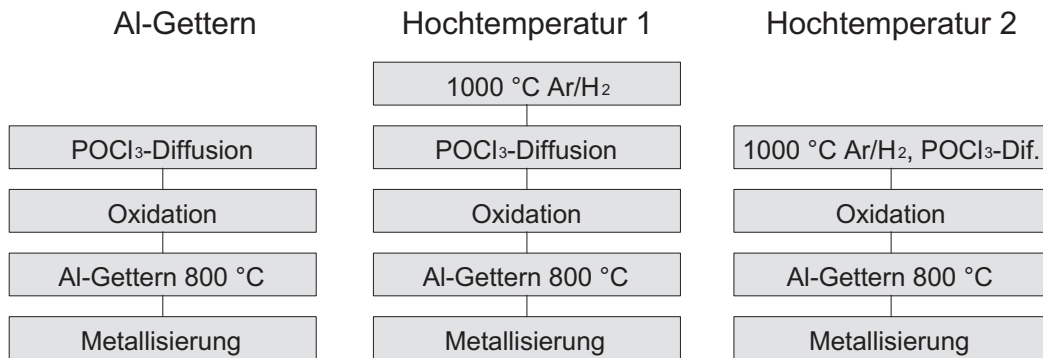 Al-Gettern
POCl3-Diffusion
Oxidation
Al-Gettern 800 °C
Metallisierung
Hochtemperatur 1
1000 °C Ar/H2
POCl3-Diffusion
Oxidation
Al-Gettern 800 °C
Metallisierung
Hochtemperatur 2
1000 °C Ar/H2, POCl3-Dif.
Oxidation
Al-Gettern 800 °C
Metallisierung